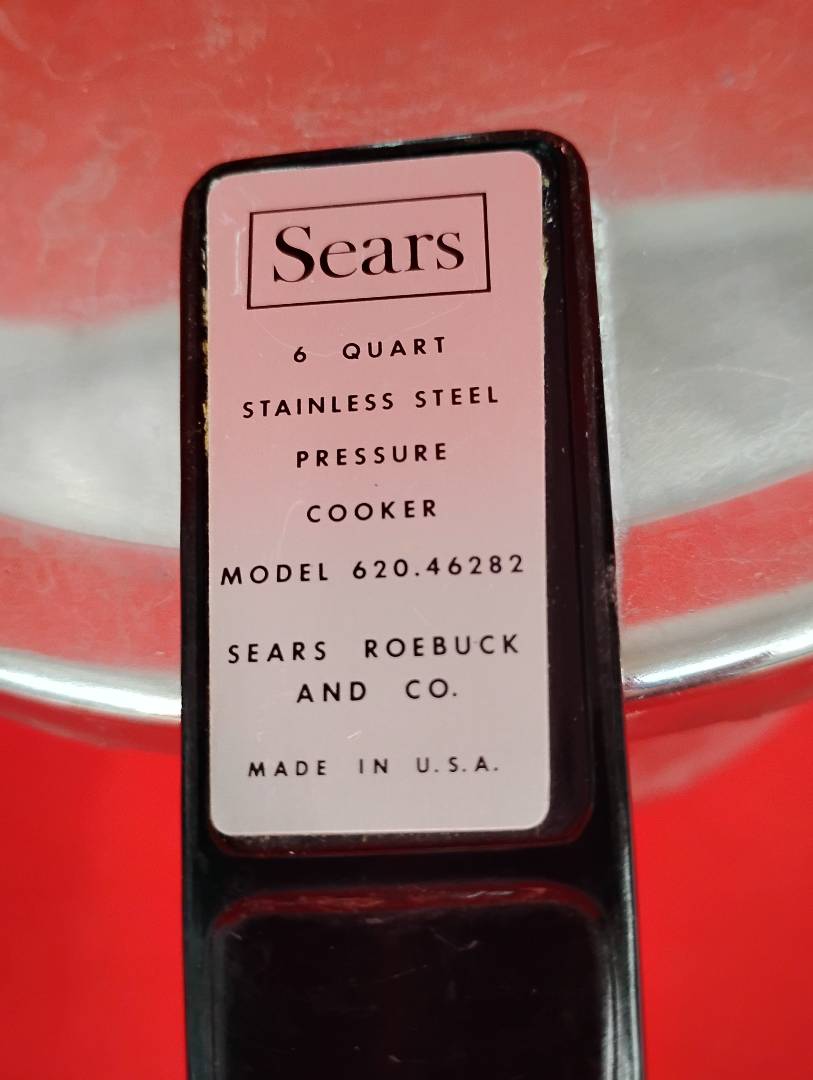 Sears
6 QUART
STAINLESS STEEL
PRESSURE
COOKER
MODEL 620.46282
SEARS ROEBUCK
AND CO.
MADE IN U.S.A.